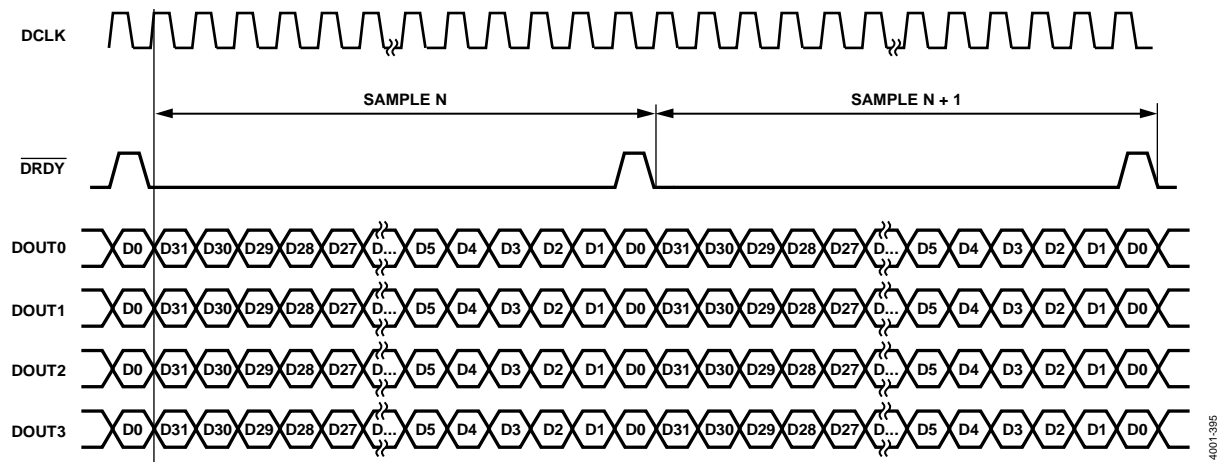 DCLK
SAMPLE N SAMPLE N + 1
DRDY
DOUT0 D0 D31 D30 D29 D28 D27 D... D5 D4 D3 D2 D1 D0 D31 D30 D29 D28 D27 D... D5 D4 D3 D2 D1 D0
DOUT1 D0 D31 D30 D29 D28 D27 D... D5 D4 D3 D2 D1 D0 D31 D30 D29 D28 D27 D... D5 D4 D3 D2 D1 D0
DOUT2 D0 D31 D30 D29 D28 D27 D... D5 D4 D3 D2 D1 D0 D31 D30 D29 D28 D27 D... D5 D4 D3 D2 D1 D0
DOUT3 D0 D31 D30 D29 D28 D27 D... D5 D4 D3 D2 D1 D0 D31 D30 D29 D28 D27 D... D5 D4 D3 D2 D1 D0
4001-395